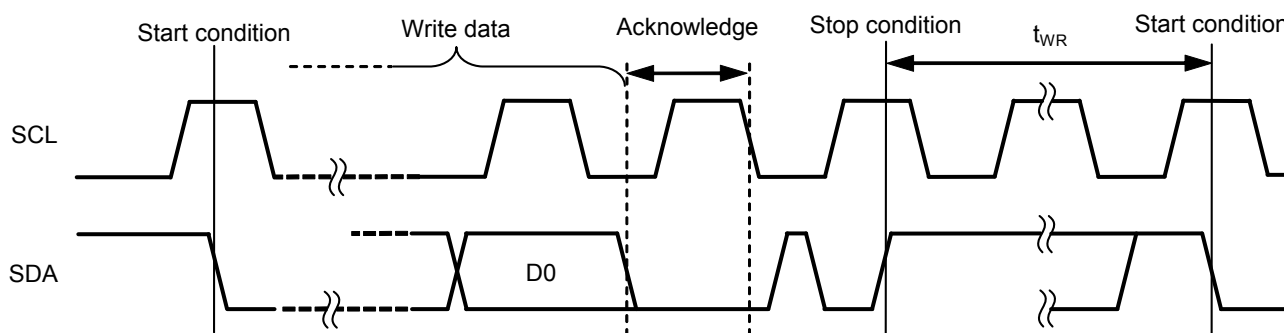 Start condition
Write data
Acknowledge
Stop condition
tWR
Start condition
SCL
SDA
D0